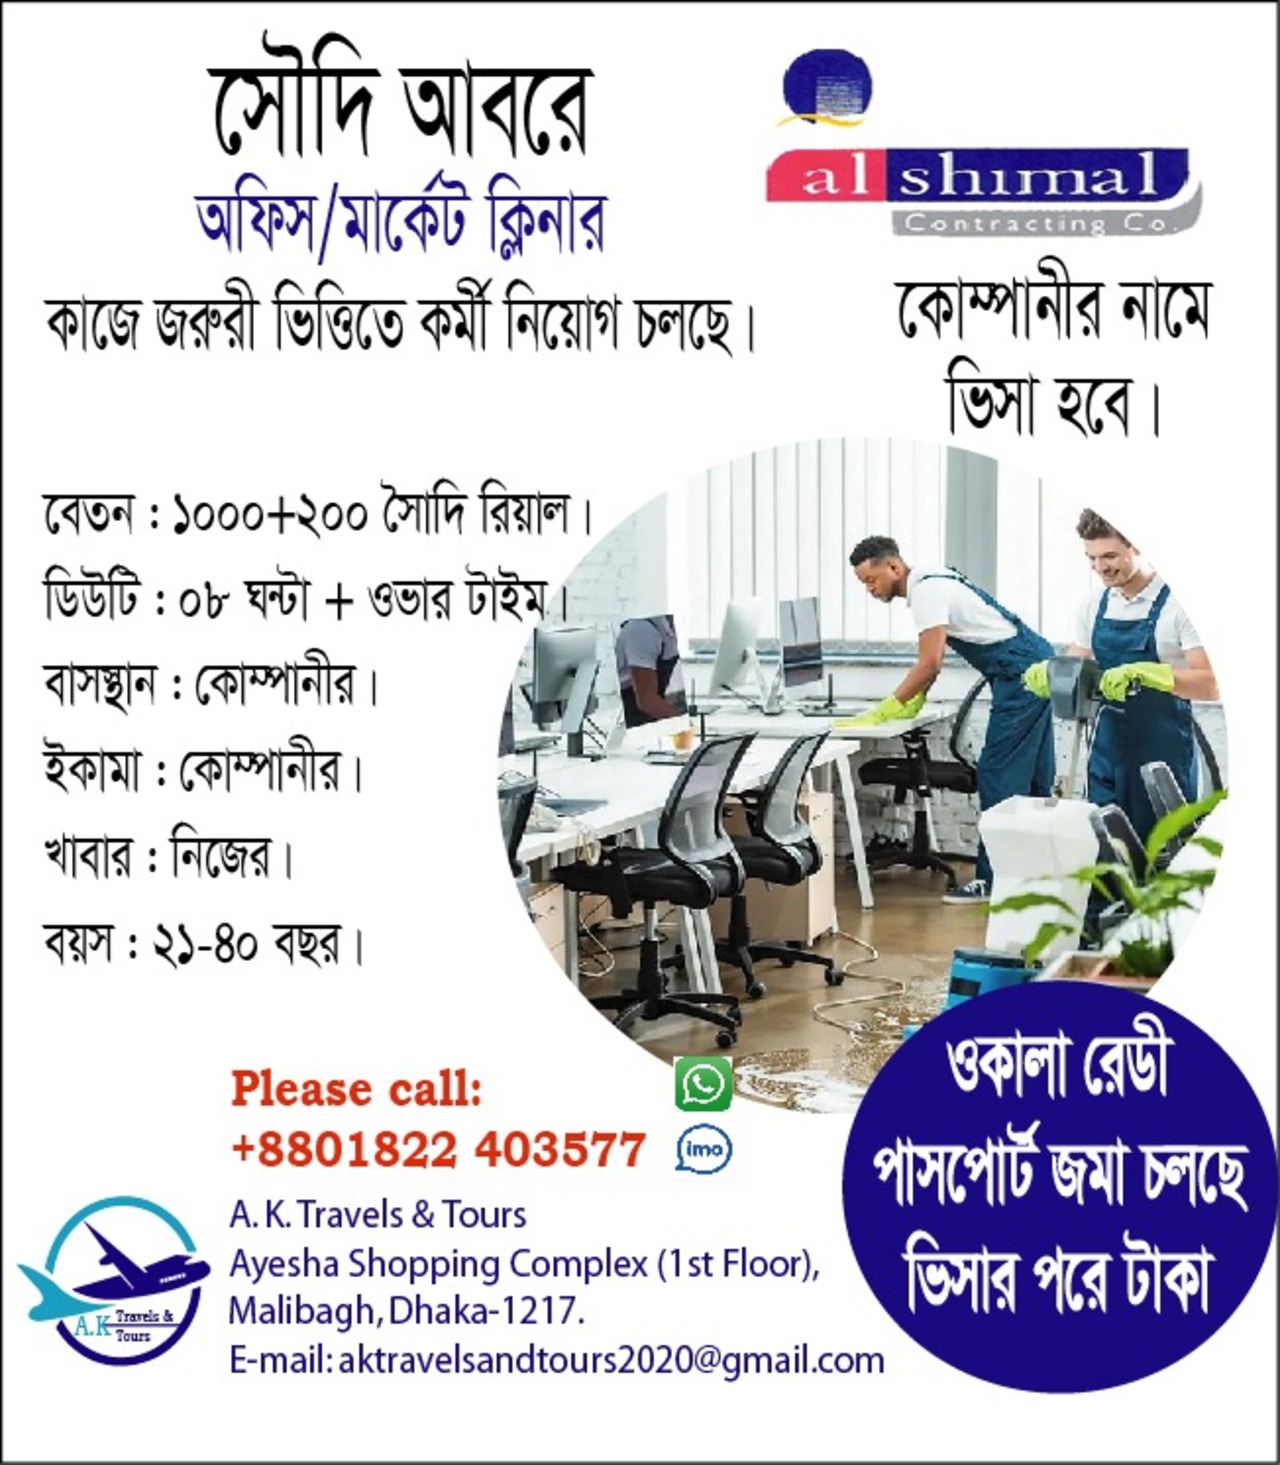 সৌদি আবরে
অফিস/মার্কেট ক্লিনার
কাজে জরুরী ভিত্তিতে কর্মী নিয়োগ চলছে।
al shimal
Contracting Co.
কোম্পানীর নামে
ভিসা হবে।
বেতন : ১০০০+২০০ সৌদি রিয়াল।
ডিউটি : ০৮ ঘন্টা + ওভার টাইম।
বাসস্থান : কোম্পানীর।
ইকামা : কোম্পানীর।
খাবার : নিজের।
বয়স : ২১-৪০ বছর।
ওকালা রেডী
পাসপোর্ট জমা চলছে
ভিসার পরে টাকা
Please call:
+8801822 403577
imo
A. K. Travels & Tours
Ayesha Shopping Complex (1st Floor),
Malibagh, Dhaka-1217.
E-mail: aktravelsandtours2020@gmail.com
A.K Travels &
Tours